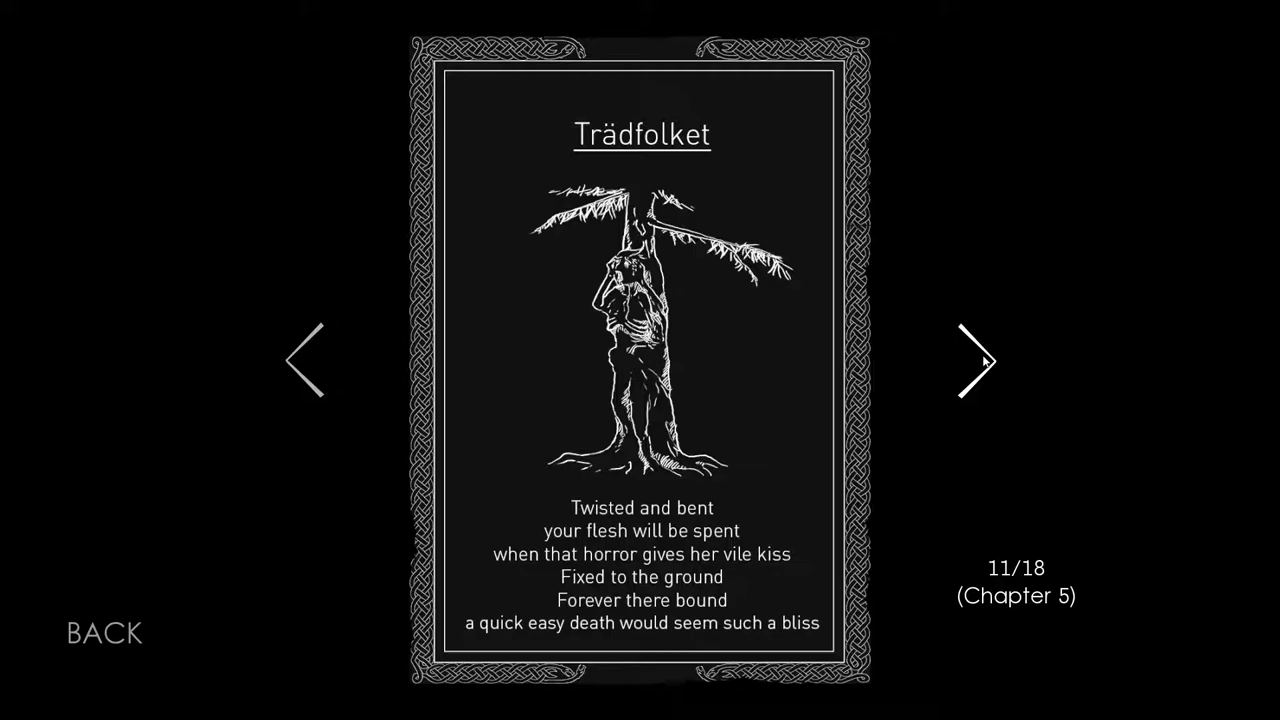 Trädfolket
Twisted and bent
your flesh will be spent
when that horror gives her vile kiss
Fixed to the ground
Forever there bound
a quick easy death would seem such a bliss
11/18
(Chapter 5)
BACK